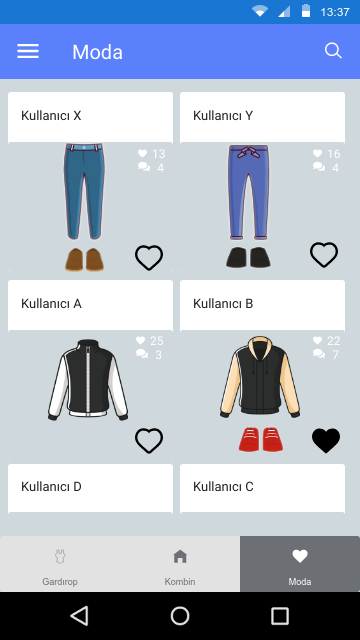 13:37
Moda
Kullanıcı X
Kullanıcı Y
13
4
16
4
Kullanıcı A
Kullanıcı B
25
3
22
7
Kullanıcı D
Kullanıcı C
Gardırop
Kombin
Moda